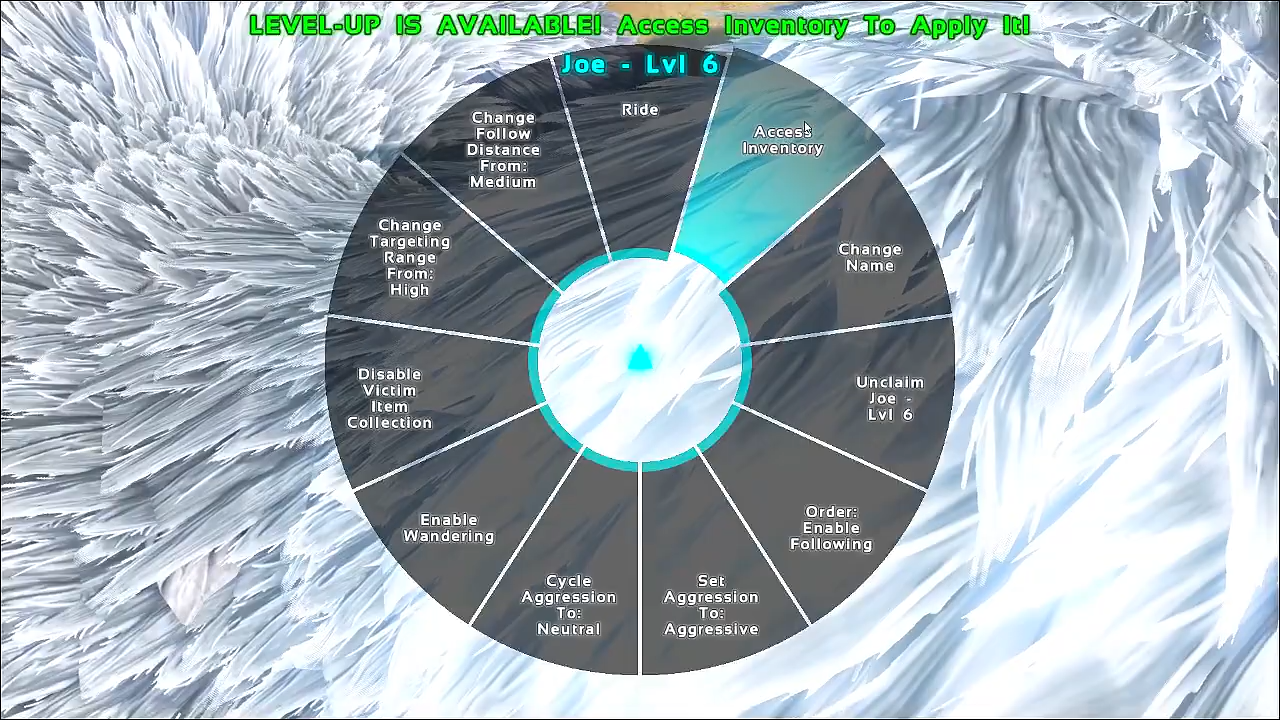 LEVEL-UP IS AVAILABLE! Access Inventory To Apply It!
Joe - Lvl 6
Ride
Access
Inventory
Change
Name
Unclaim
Joe -
Lvl 6
Order:
Enable
Following
Set
Aggression
To:
Aggressive
Cycle
Aggression
To:
Neutral
Enable
Wandering
Disable
Victim
Item
Collection
Change
Targeting
Range
From:
High
Change
Follow
Distance
From:
Medium